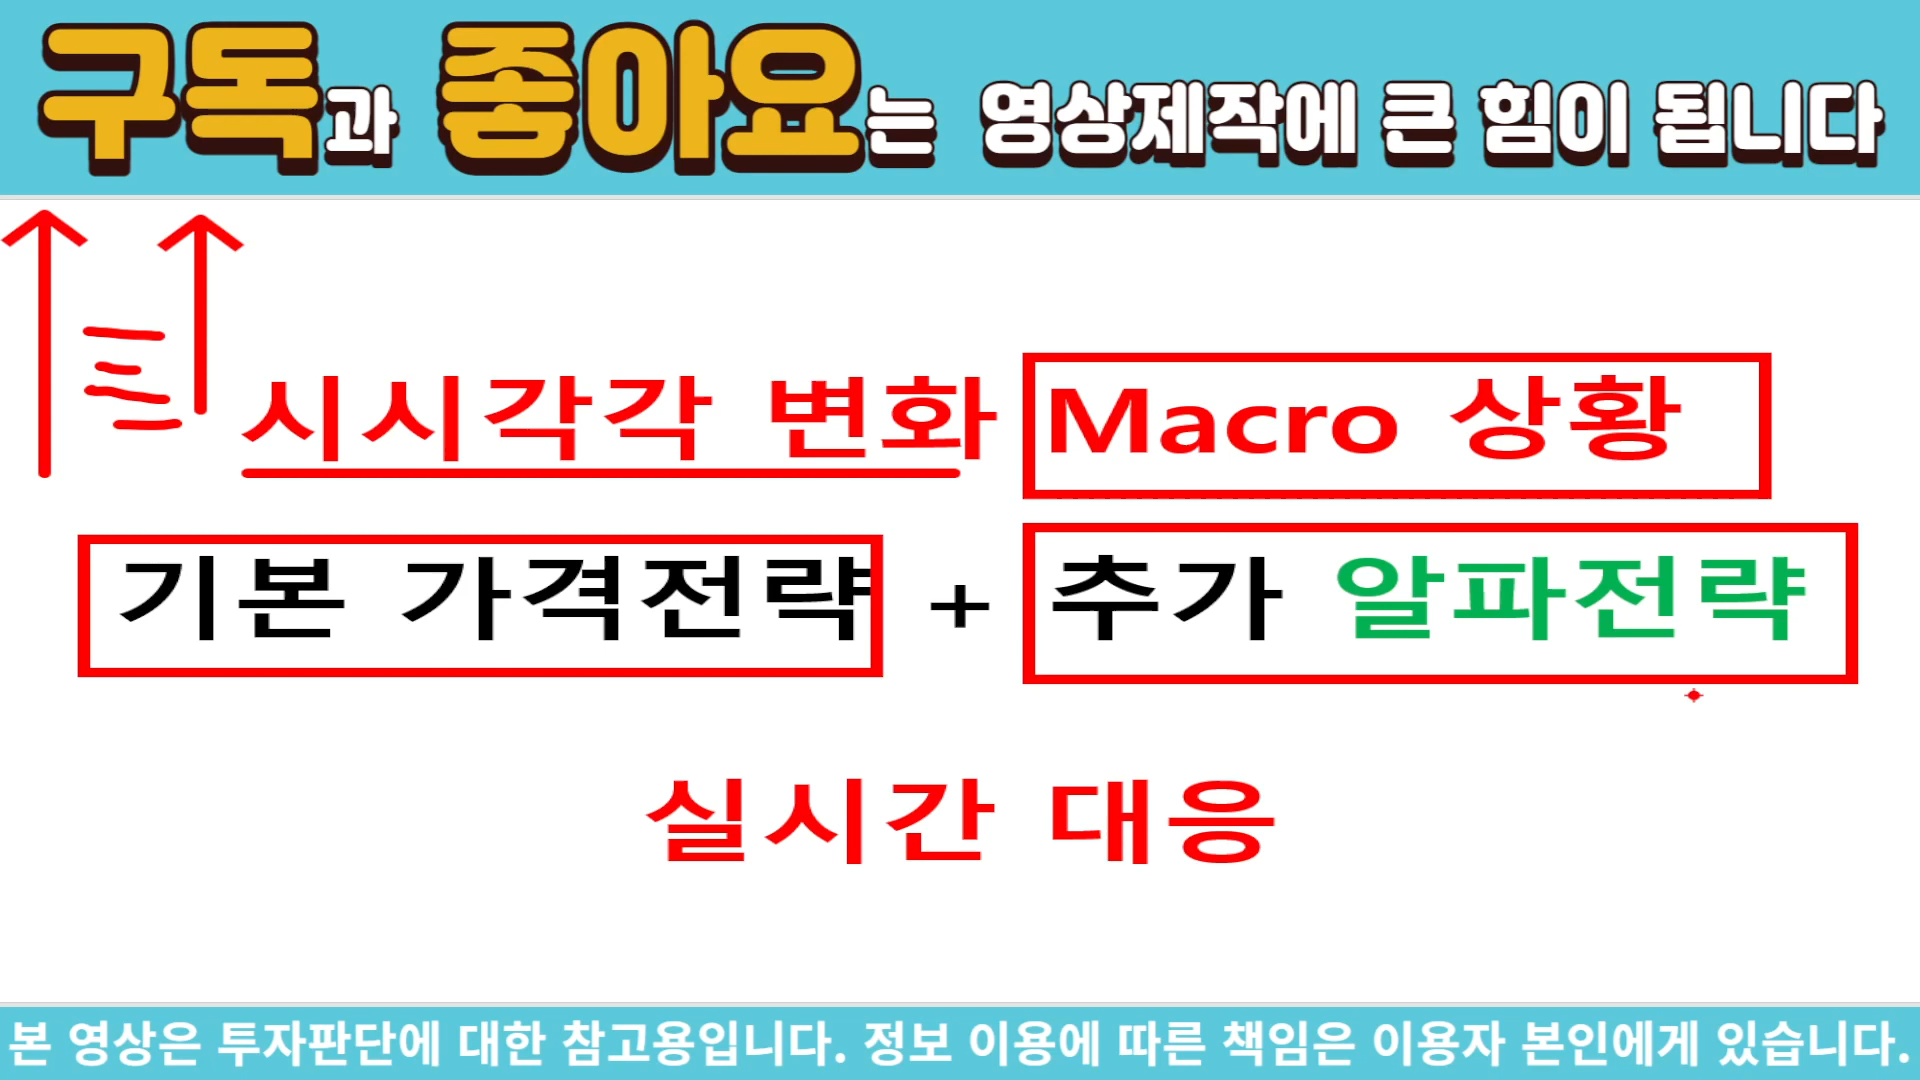 구독과 좋아요는 영상제작에 큰 힘이 됩니다
시시각각 변화 Macro 상황
기본 가격전략 + 추가 알파전략
실시간 대응
본 영상은 투자판단에 대한 참고용입니다. 정보 이용에 따른 책임은 이용자 본인에게 있습니다.